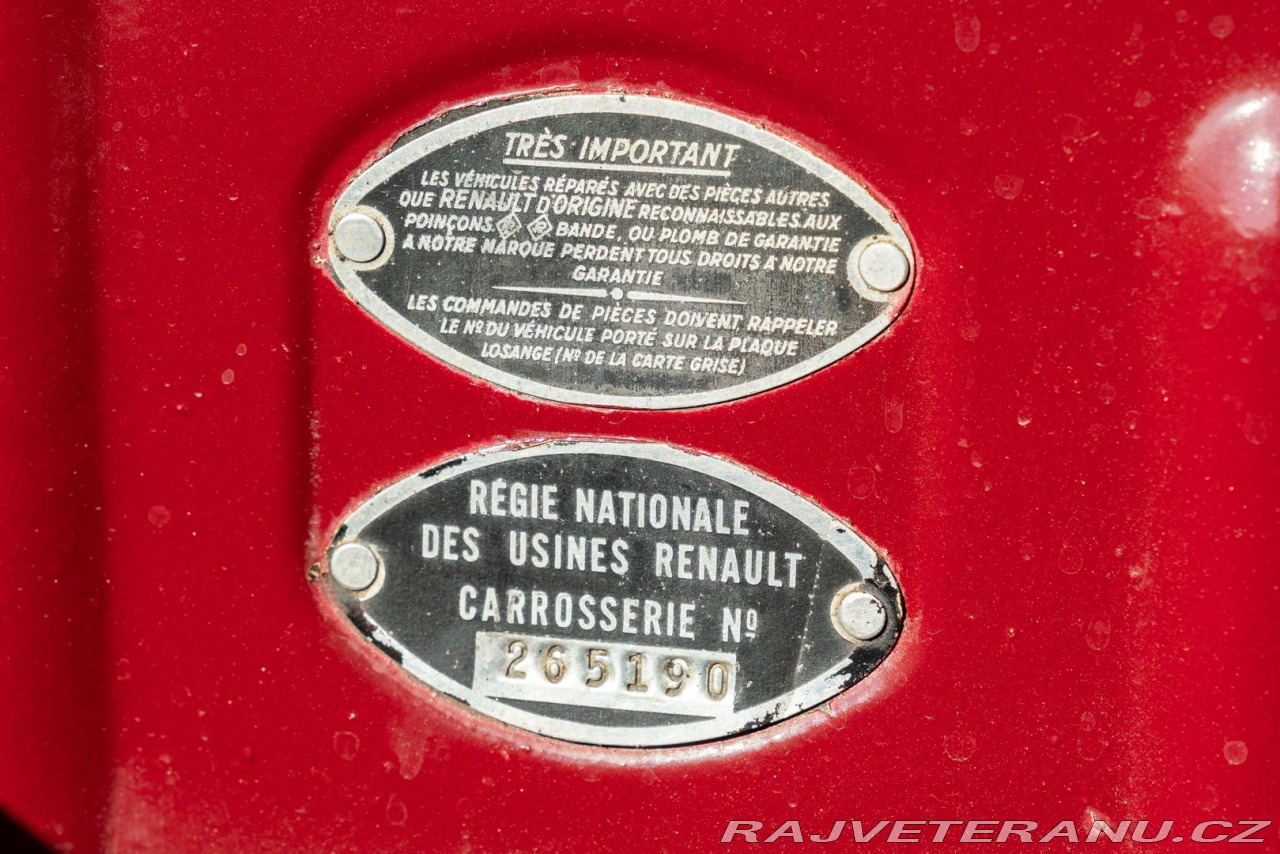 TRÈS IMPORTANT
LES VÉHICULES RÉPARÉS AVEC DES PIÈCES AUTRES
QUE RENAULT D'ORIGINE RECONNAISSABLES AUX
POINÇONS BANDE, OU PLOMB DE GARANTIE
A NOTRE MARQUE PERDENT TOUS DROITS A NOTRE
GARANTIE
LES COMMANDES DE PIÈCES DOIVENT RAPPELER
LE Nº DU VÉHICULE PORTÉ SUR LA PLAQUE
LOSANGE (Nº DE LA CARTE GRISE)
RÉGIE NATIONALE
DES USINES RENAULT
CARROSSERIE Nº
265190
RAJVETERANU.CZ